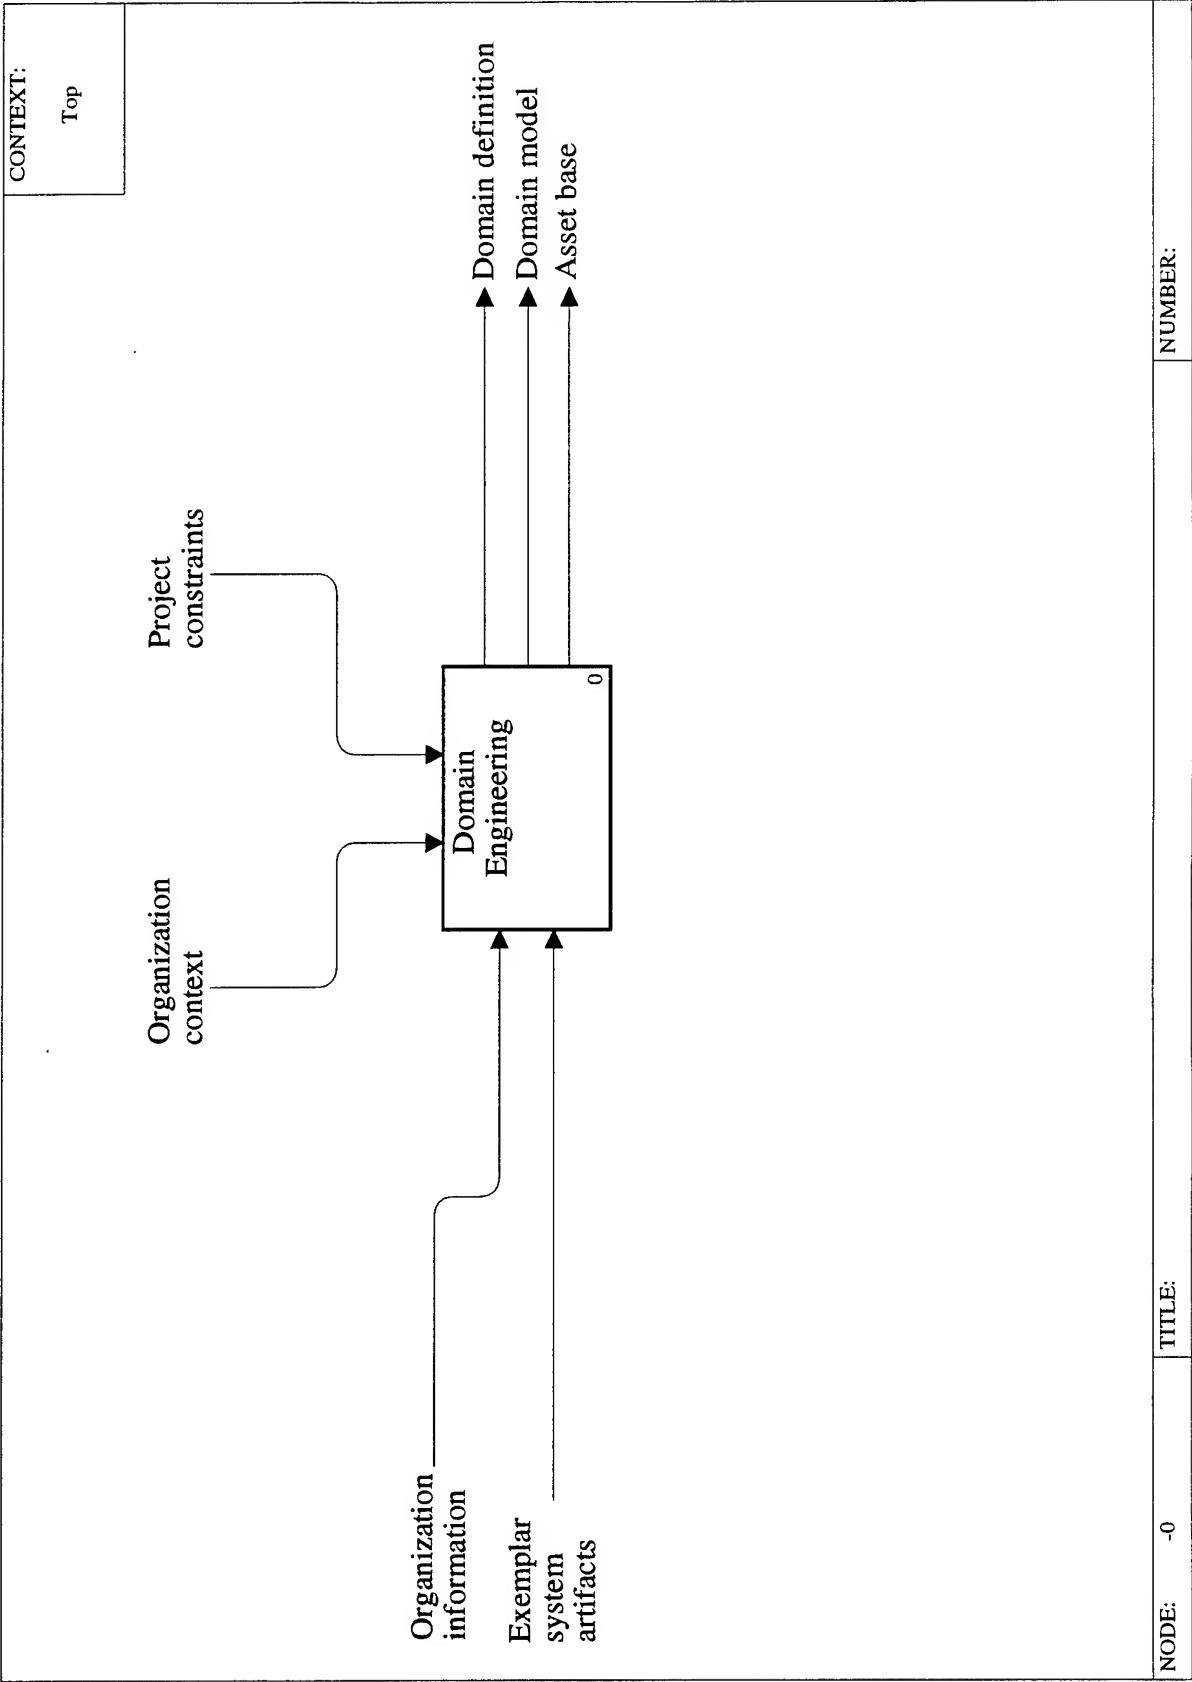 CONTEXT:
Top
Organization
context
Project
constraints
Organization
information
Exemplar
system
artifacts
Domain
Engineering
0
Domain definition
Domain model
Asset base
NODE: -0
TITLE:
NUMBER: